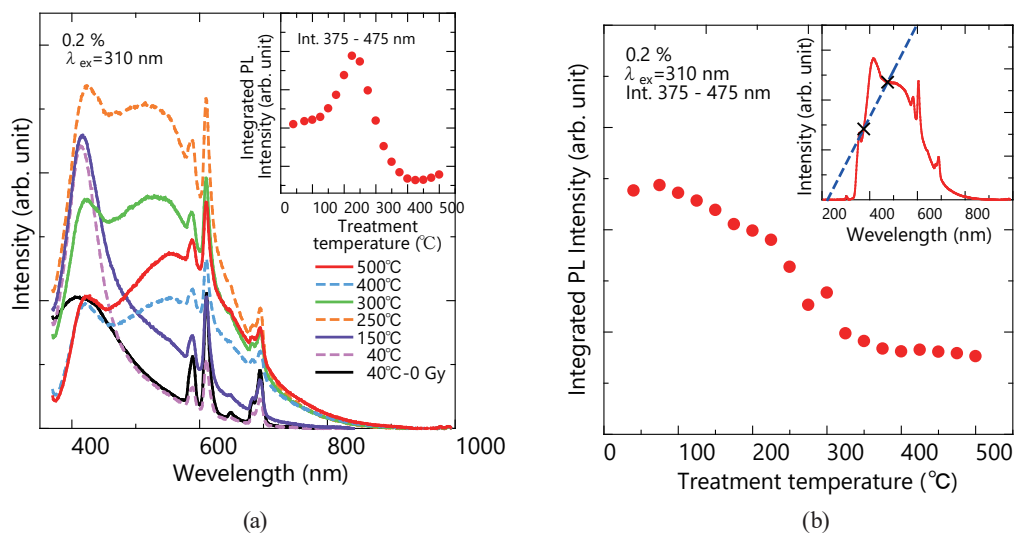 0.2 %
λ ex=310 nm
Int. 375 - 475 nm
Integrated PL
Intensity (arb. unit)
0 100 200 300 400 500
Treatment
temperature (℃)
500℃
400℃
300℃
250℃
150℃
40℃
40℃-0 Gy
Intensity (arb. unit)
400 600 800 1000
Wavelength (nm)
(a)
0.2 %
λ ex=310 nm
Int. 375 - 475 nm
Intensity (arb. unit)
200 400 600 800
Wavelength (nm)
Integrated PL Intensity (arb. unit)
0 100 200 300 400 500
Treatment temperature (℃)
(b)